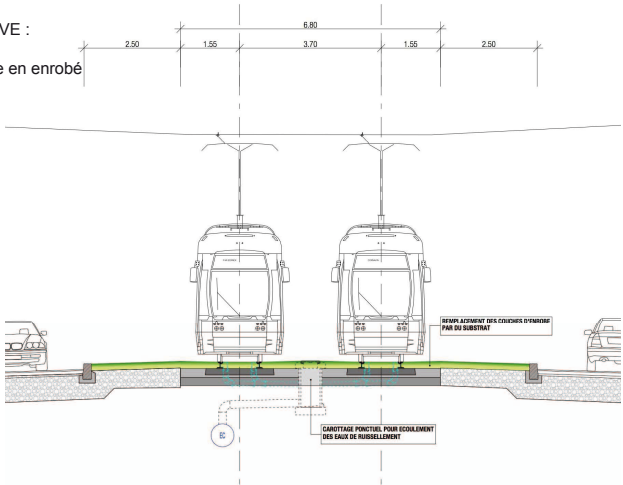 VE :
e en enrobé
6.80
2.50 1.55 3.70 1.55 2.50
REMPLACEMENT DES COUCHES D'ENROBE
PAR DU SUBSTRAT
CAROTTAGE PONCTUEL POUR ECOULEMENT
DES EAUX DE RUISSELLEMENT